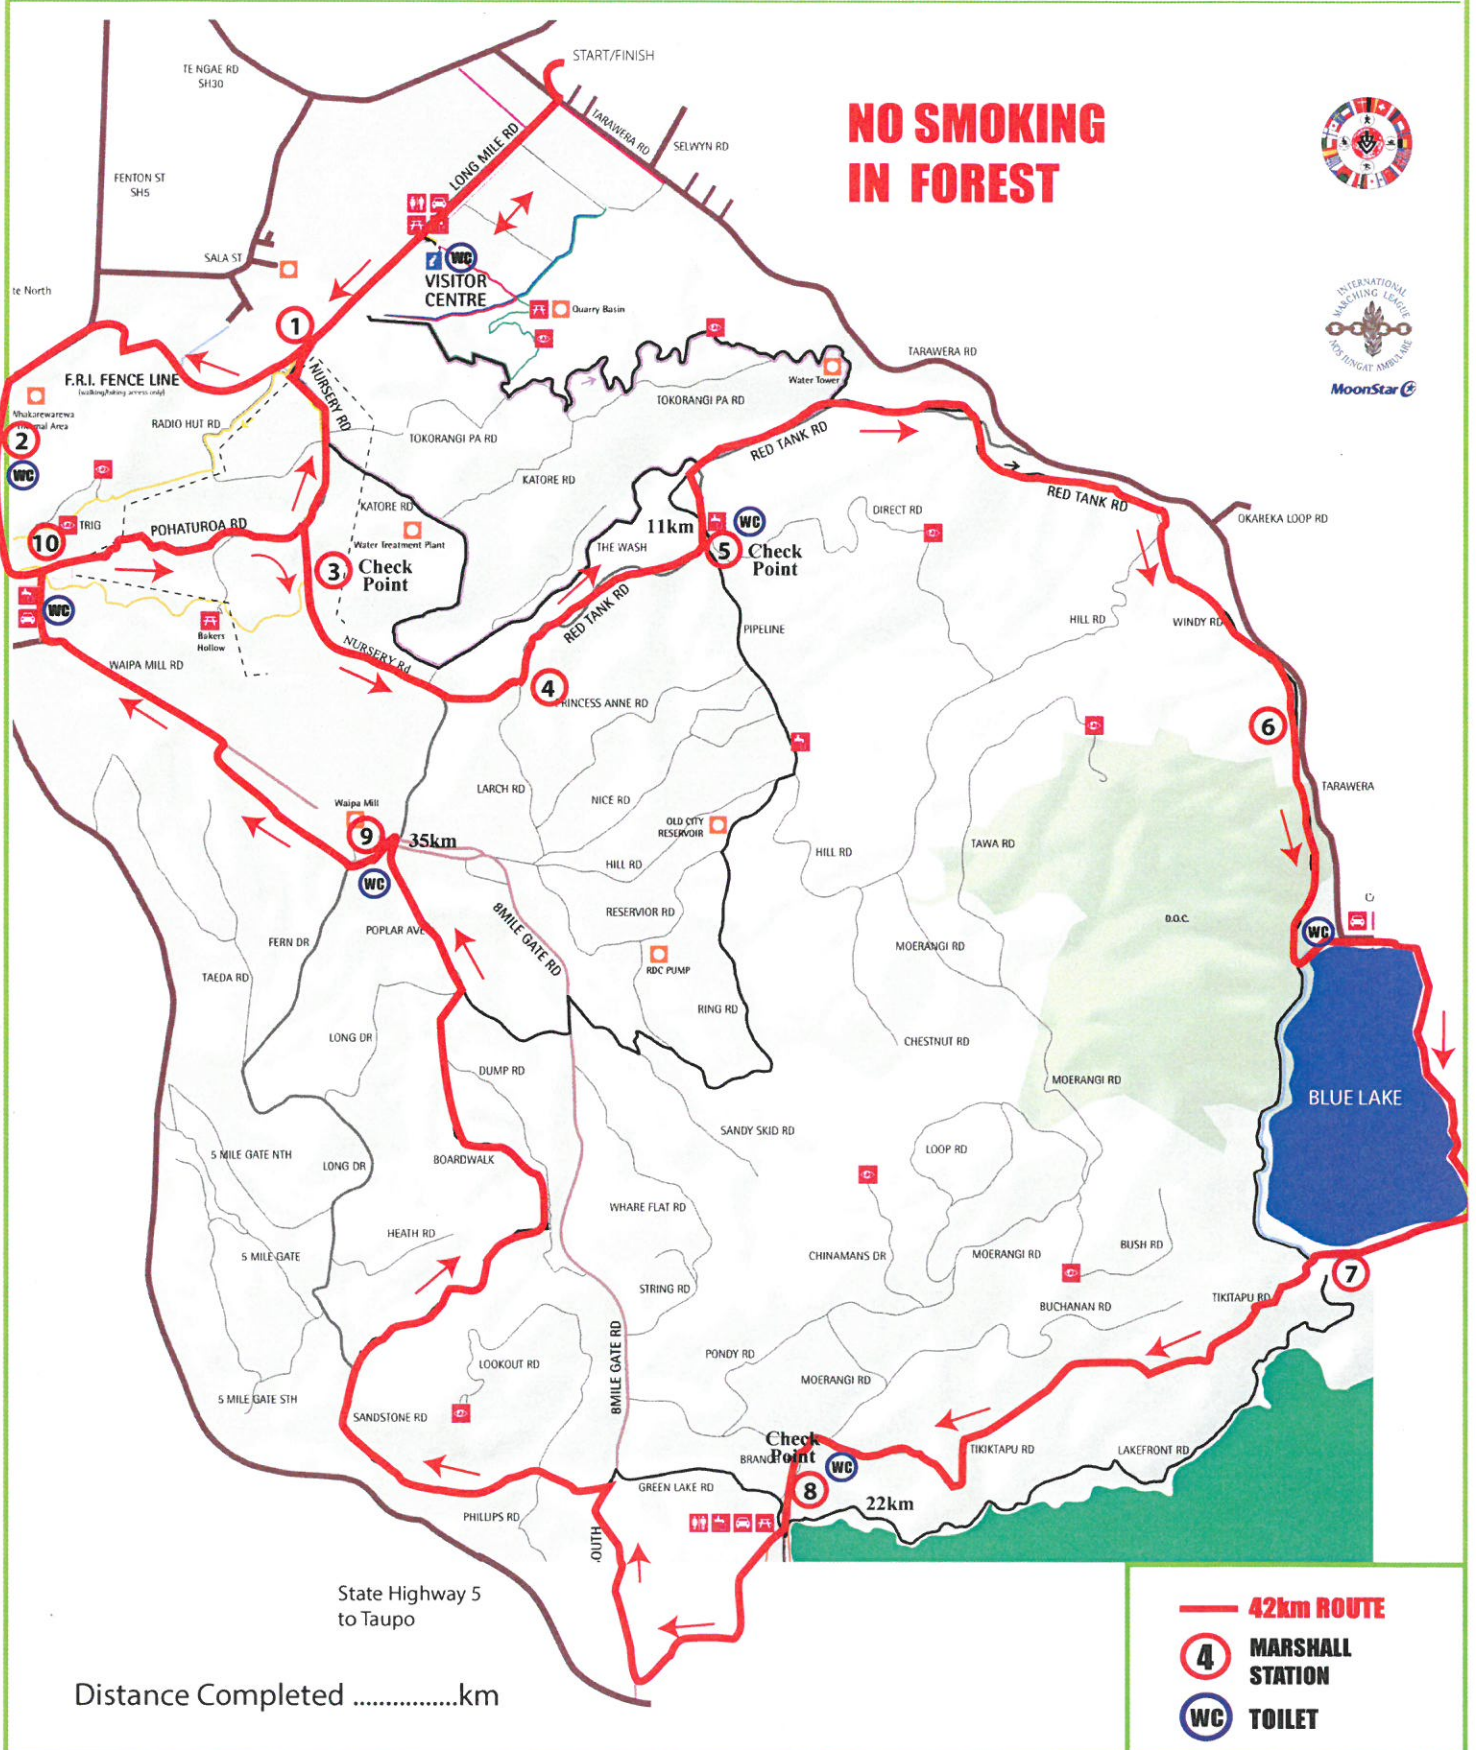 START/FINISH
TE NGAE RD
SH30
TARAWERA RD
SELWYN RD
NO SMOKING
IN FOREST
LONG MILE RD
FENTON ST
SH5
SALA ST
WC
VISITOR
CENTRE
Quarry Basin
te North
1
INTERNATIONAL
MARCHING LEAGUE
NOS JUNGAT AMBULARE
MoonStar
TARAWERA RD
F.R.I. FENCE LINE
(walking/biking access only)
NURSERY RD
Water Tower
TOKORANGI PA RD
RADIO HUT RD
TOKORANGI PA RD
RED TANK RD
2
WC
KATORE RD
RED TANK RD
KATORE RD
DIRECT RD
OKAREKA LOOP RD
TRIG
POHATUROA RD
11km
WC
10
Water Treatment Plant
THE WASH
5
Check
Point
3
Check
Point
WC
RED TANK RD
HILL RD
WINDY RD
PIPELINE
Bakers
Hollow
NURSERY Rd
WAIPA MILL RD
4
PRINCESS ANNE RD
6
TARAWERA
LARCH RD
NICE RD
Waipa Mill
OLD CITY
RESERVOIR
9
35km
TAWA RD
HILL RD
HILL RD
WC
8MILE GATE RD
RESERVIOR RD
D.O.C.
POPLAR AVE
FERN DR
MOERANGI RD
WC
TAEDA RD
RDC PUMP
RING RD
LONG DR
CHESTNUT RD
DUMP RD
MOERANGI RD
BLUE LAKE
SANDY SKID RD
5 MILE GATE NTH
LONG DR
BOARDWALK
LOOP RD
WHARE FLAT RD
HEATH RD
5 MILE GATE
CHINAMANS DR
MOERANGI RD
BUSH RD
7
STRING RD
TIKITAPU RD
BUCHANAN RD
8MILE GATE RD
PONDY RD
LOOKOUT RD
MOERANGI RD
5 MILE GATE STH
SANDSTONE RD
Check
Point
WC
TIKIKTAPU RD
LAKEFRONT RD
GREEN LAKE RD
8
22km
PHILLIPS RD
State Highway 5
to Taupo
42km ROUTE
4
MARSHALL
STATION
WC
TOILET
Distance Completed ................km